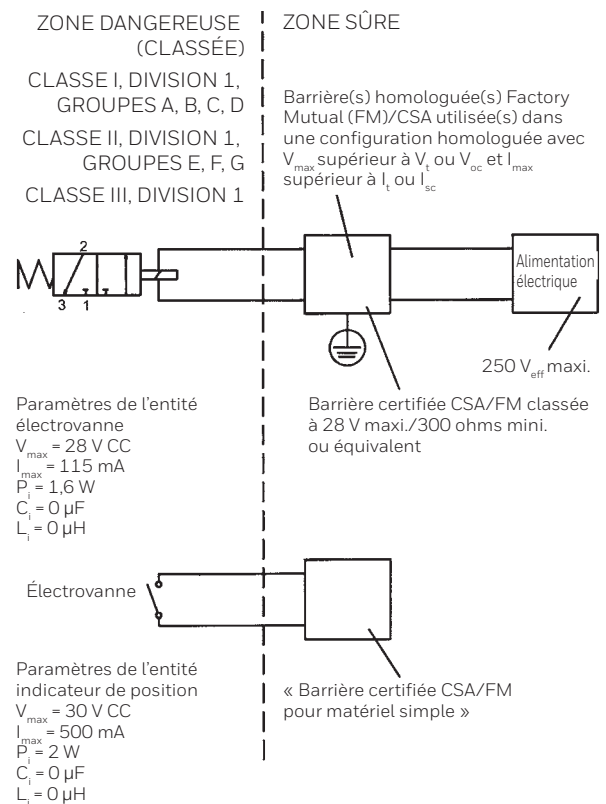 ZONE DANGEREUSE
(CLASSÉE)
CLASSE I, DIVISION 1,
GROUPES A, B, C, D
CLASSE II, DIVISION 1,
GROUPES E, F, G
CLASSE III, DIVISION 1
ZONE SÛRE
Barrière(s) homologuée(s) Factory
Mutual (FM)/CSA utilisée(s) dans
une configuration homologuée avec
Vmax supérieur à Vt ou Voc et Imax
supérieur à It ou Isc
2
3 1
Alimentation
électrique
250 Veff maxi.
Barrière certifiée CSA/FM classée
à 28 V maxi./300 ohms mini.
ou équivalent
Paramètres de l'entité
électrovanne
Vmax = 28 V CC
Imax = 115 mA
Pi = 1,6 W
Ci = 0 µF
Li = 0 µH
Électrovanne
Paramètres de l'entité
indicateur de position
Vmax = 30 V CC
Imax = 500 mA
Pi = 2 W
Ci = 0 µF
Li = 0 µH
« Barrière certifiée CSA/FM
pour matériel simple »